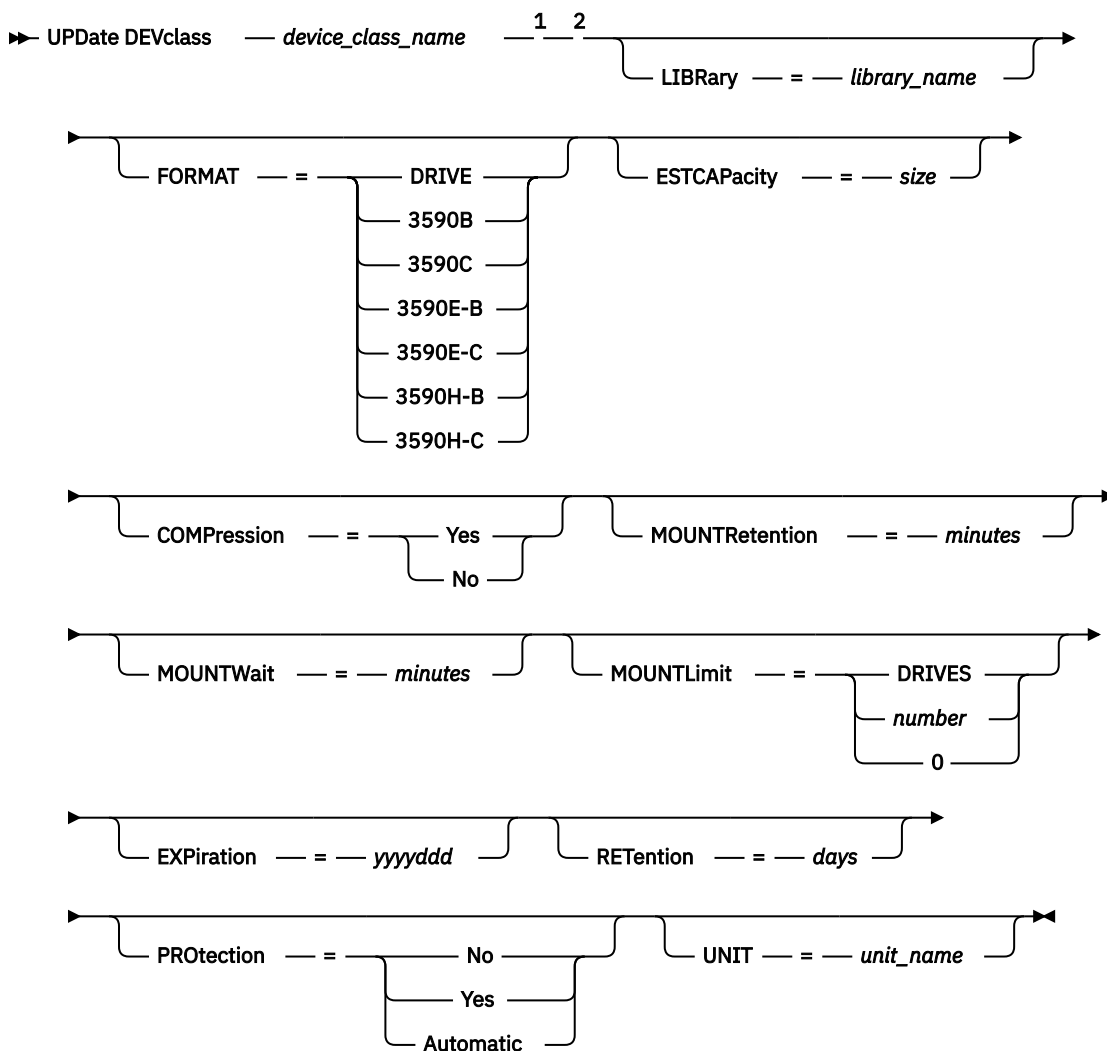 1 2
UPDate DEVclass device_class_name
LIBRary = library_name
FORMAT = DRIVE
3590B
3590C
3590E-B
3590E-C
3590H-B
3590H-C
ESTCAPacity = size
COMPression = Yes
No
MOUNTRetention = minutes
MOUNTWait = minutes
MOUNTLimit = DRIVES
number
0
EXPiration = yyyyddd
RETention = days
PROtection = No
Yes
Automatic
UNIT = unit_name